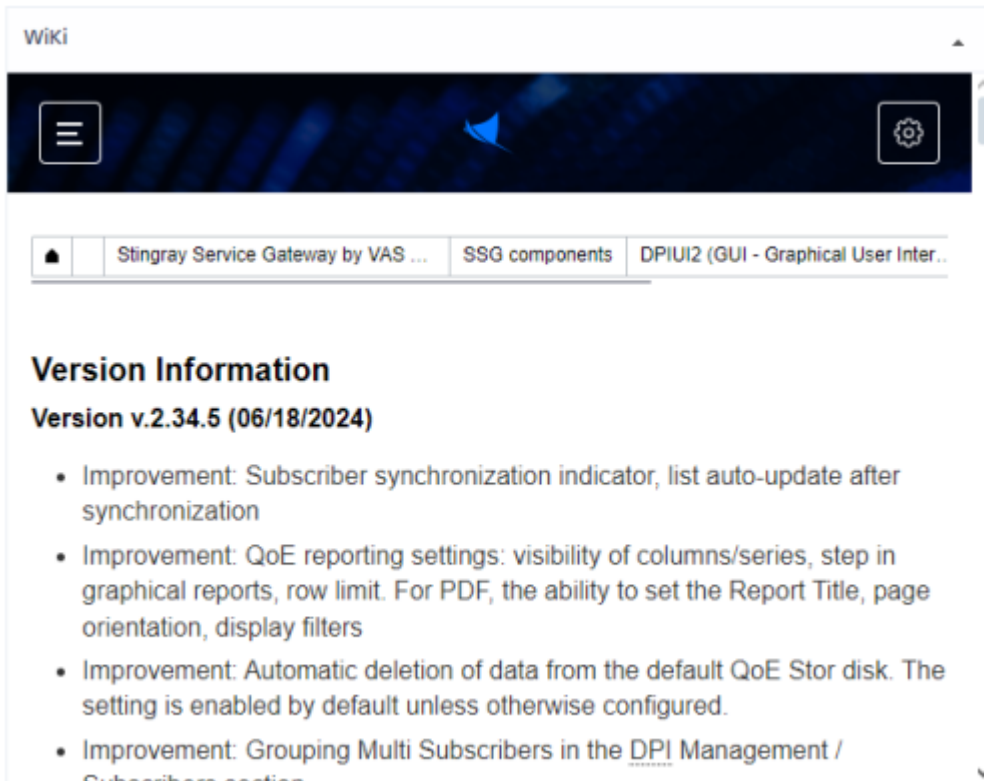 WiKi
Stingray Service Gateway by VAS ...
SSG components
DPIUI2 (GUI - Graphical User Inter..
Version Information
Version v.2.34.5 (06/18/2024)
• Improvement: Subscriber synchronization indicator, list auto-update after
synchronization
• Improvement: QoE reporting settings: visibility of columns/series, step in
graphical reports, row limit. For PDF, the ability to set the Report Title, page
orientation, display filters
• Improvement: Automatic deletion of data from the default QoE Stor disk. The
setting is enabled by default unless otherwise configured.
• Improvement: Grouping Multi Subscribers in the DPI Management /
Subscribers section